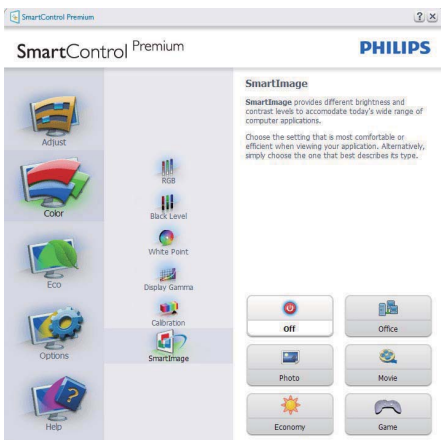 SmartControl Premium
? x
SmartControl Premium
PHILIPS
Adjust
Color
Eco
Options
Help
RGB
Black Level
White Point
Display Gamma
Calibration
SmartImage
SmartImage
SmartImage provides different brightness and
contrast levels to accomodate today's wide range of
computer applications.
Choose the setting that is most comfortable or
efficient when viewing your application. Alternatively,
simply choose the one that best describes its type.
Off
Office
Photo
Movie
Economy
Game